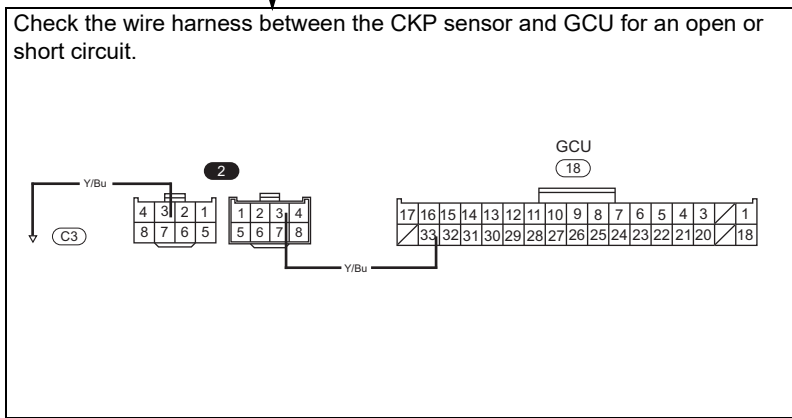 Check the wire harness between the CKP sensor and GCU for an open or
short circuit.
GCU
2
18
Y/Bu
C3
4 3 2 1
8 7 6 5
1 2 3 4
5 6 7 8
17 16 15 14 13 12 11 10 9 8 7 6 5 4 3 1
33 32 31 30 29 28 27 26 25 24 23 22 21 20 18
Y/Bu